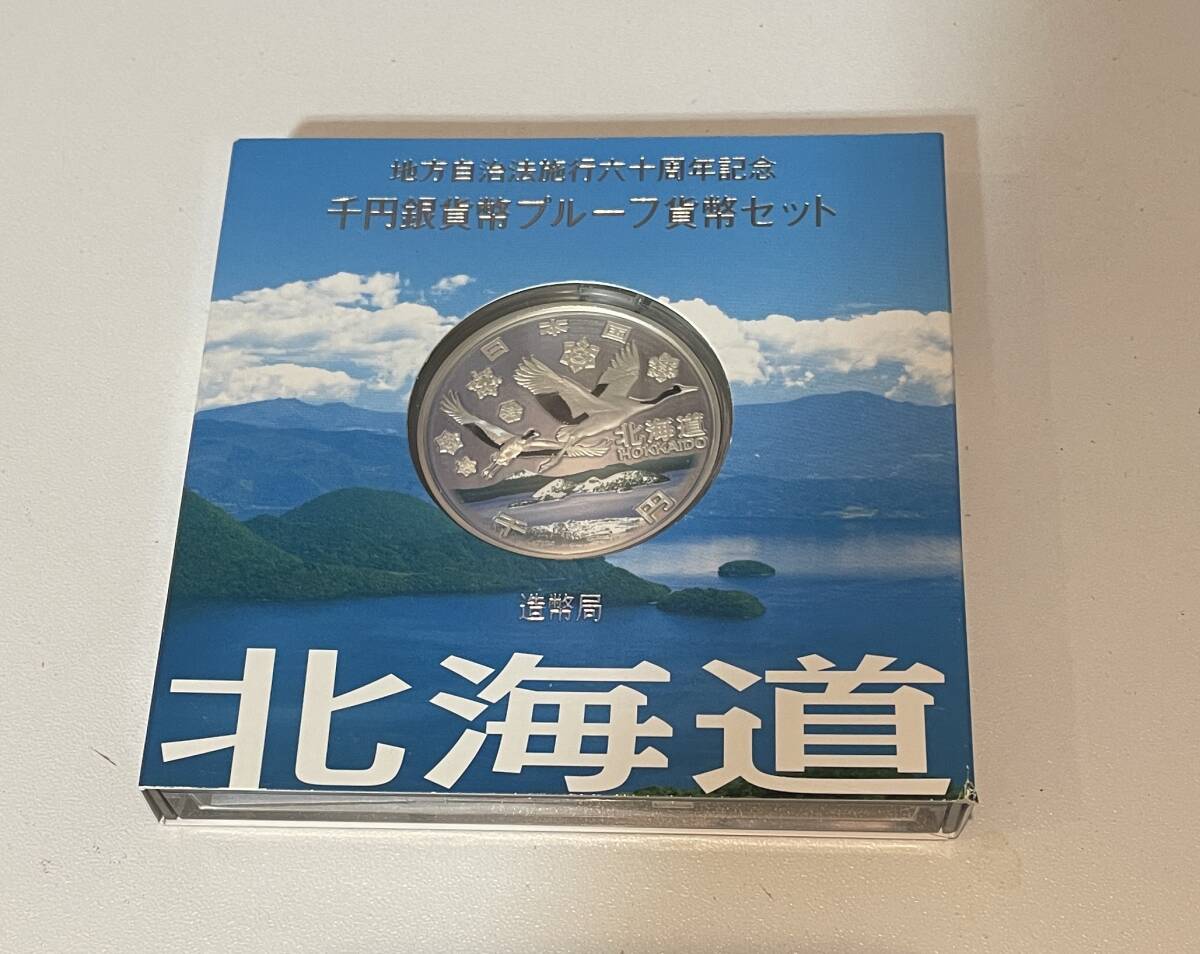 地方自治法施行六十周年記念
千円銀貨幣プルーフ貨幣セット
日本国
北海道
HOKKAIDO
千円
造幣局
北海道